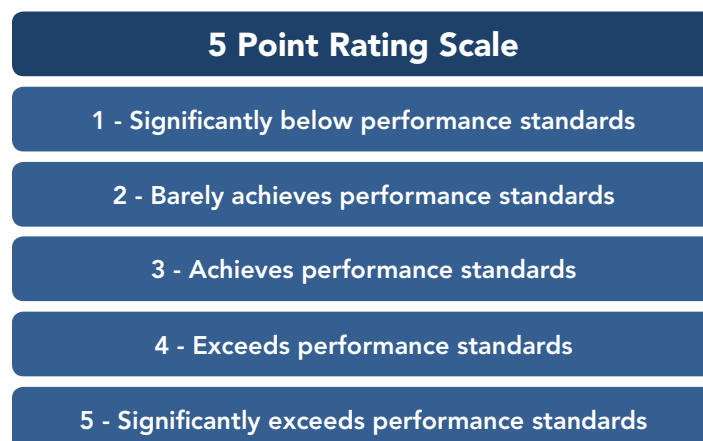 5 Point Rating Scale
1 - Significantly below performance standards
2 - Barely achieves performance standards
3 - Achieves performance standards
4 - Exceeds performance standards
5 - Significantly exceeds performance standards